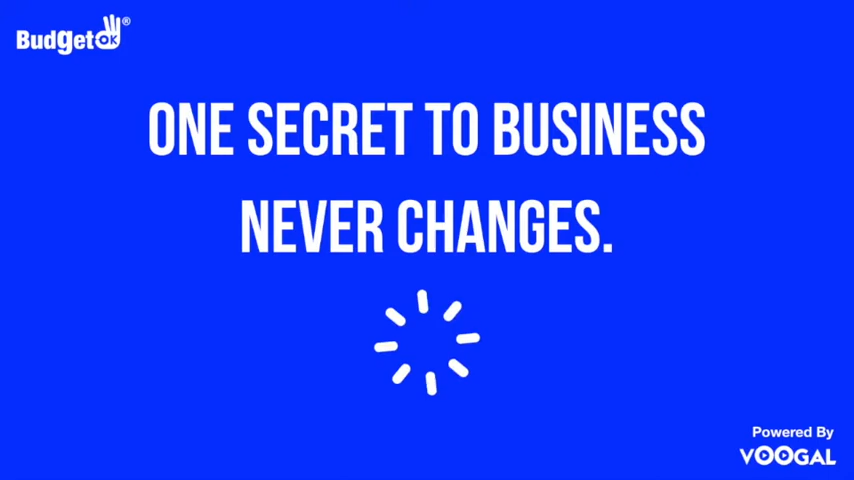 BudgetOK®
ONE SECRET TO BUSINESS
NEVER CHANGES.
Powered By
VOOGAL